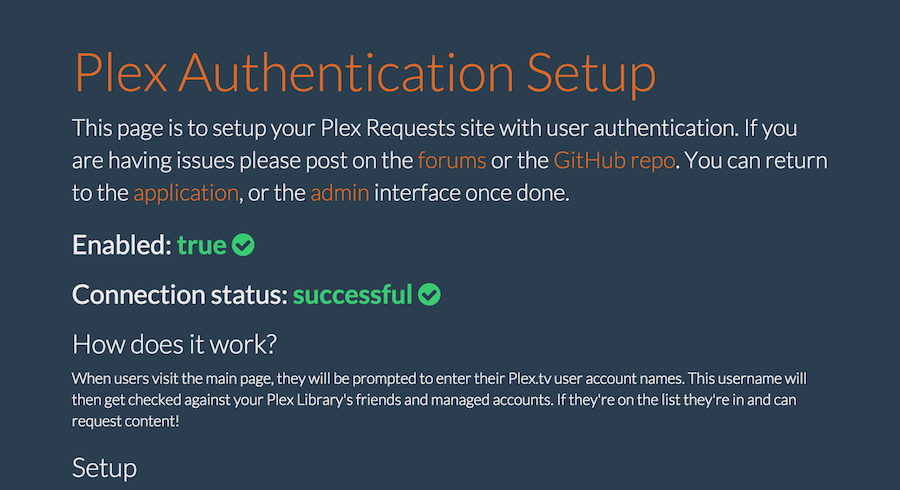 Plex Authentication Setup
This page is to setup your Plex Requests site with user authentication. If you
are having issues please post on the forums or the GitHub repo. You can return
to the application, or the admin interface once done.
Enabled: true
Connection status: successful
How does it work?
When users visit the main page, they will be prompted to enter their Plex.tv user account names. This username will
then get checked against your Plex Library's friends and managed accounts. If they're on the list they're in and can
request content!
Setup